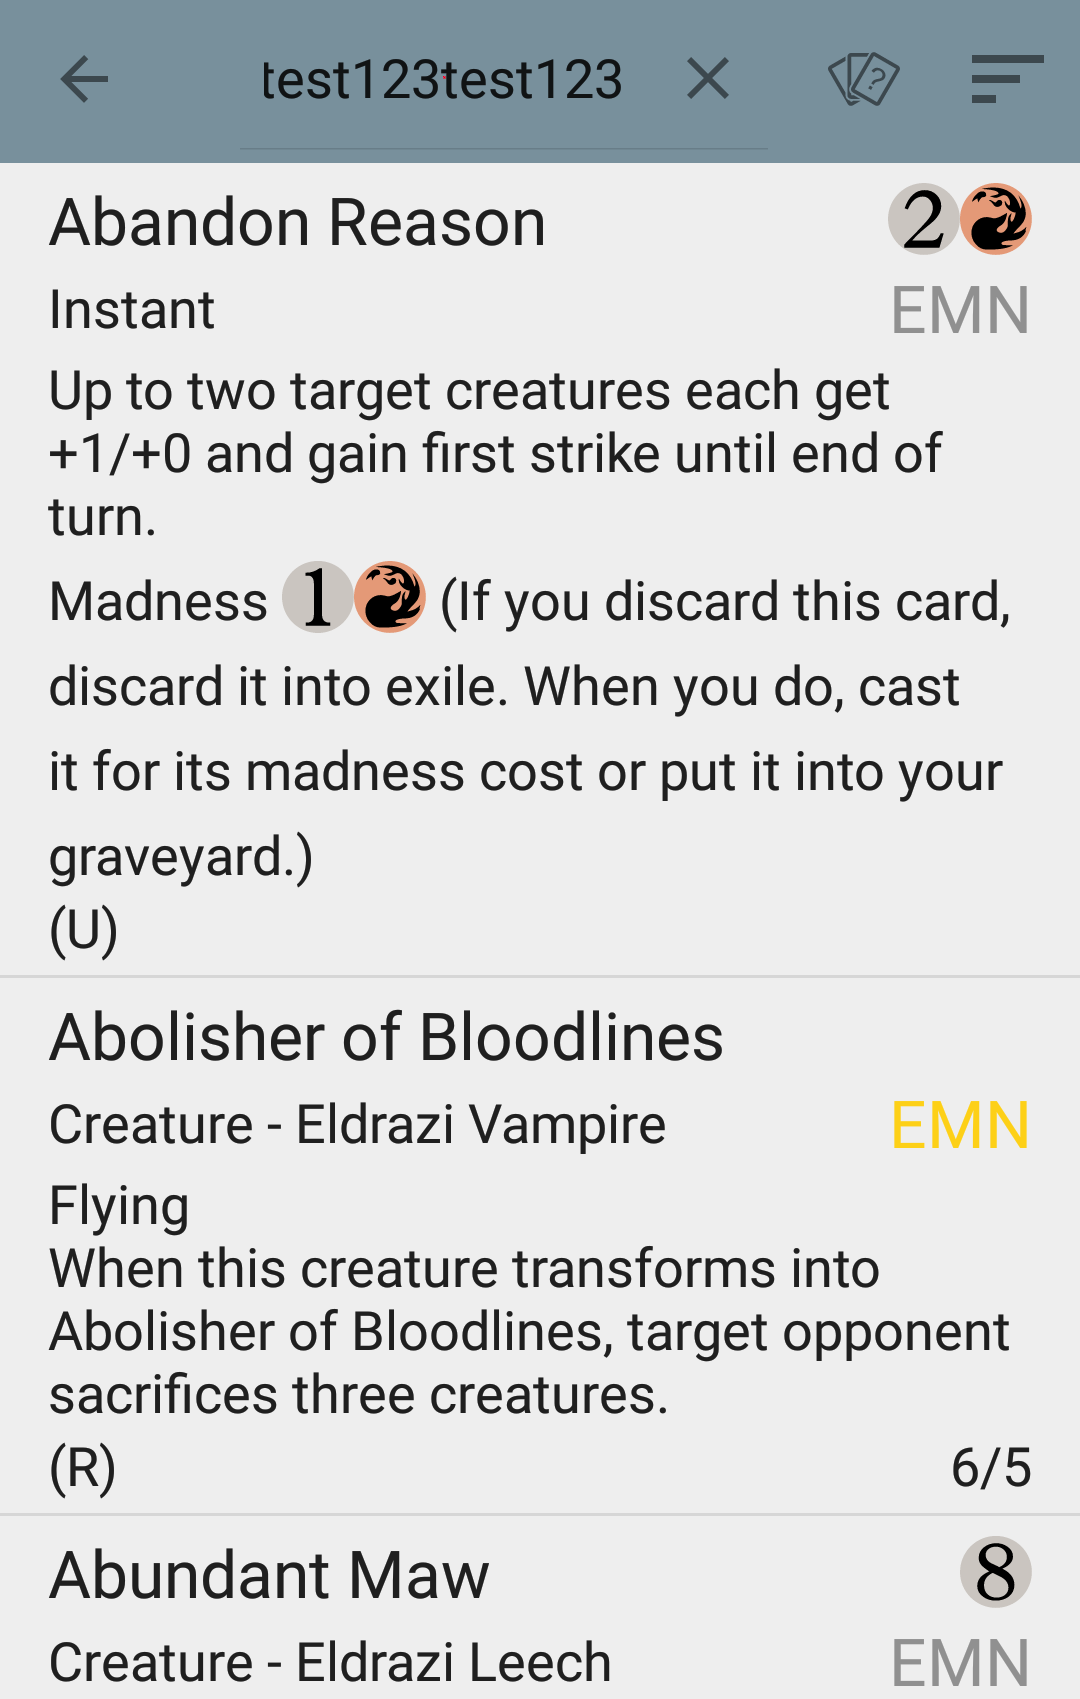 test123test123
Abandon Reason 2
Instant EMN
Up to two target creatures each get
+1/+0 and gain first strike until end of
turn.
Madness 1 (If you discard this card,
discard it into exile. When you do, cast
it for its madness cost or put it into your
graveyard.)
(U)
Abolisher of Bloodlines
Creature - Eldrazi Vampire EMN
Flying
When this creature transforms into
Abolisher of Bloodlines, target opponent
sacrifices three creatures.
(R) 6/5
Abundant Maw 8
Creature - Eldrazi Leech EMN